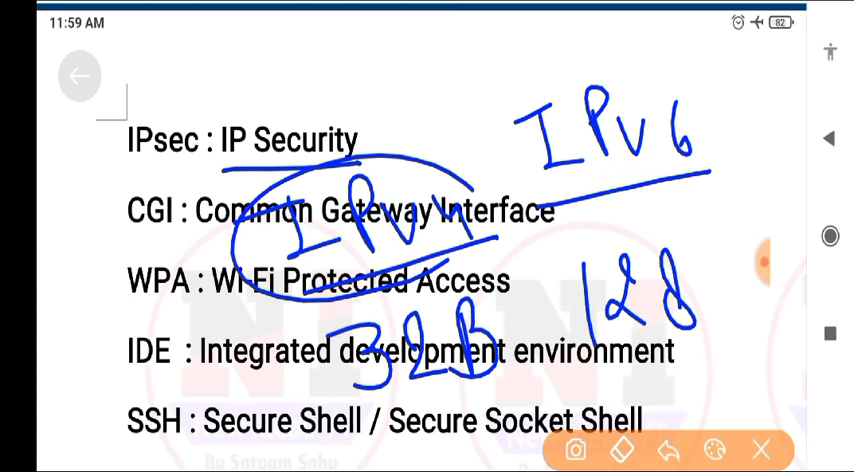 11:59 AM
82
IPsec : IP Security
IPv6
CGI : Common Gateway Interface
IPv4
WPA : Wi-Fi Protected Access
128
32B
IDE : Integrated development environment
SSH : Secure Shell / Secure Socket Shell
By Satyam Sahu